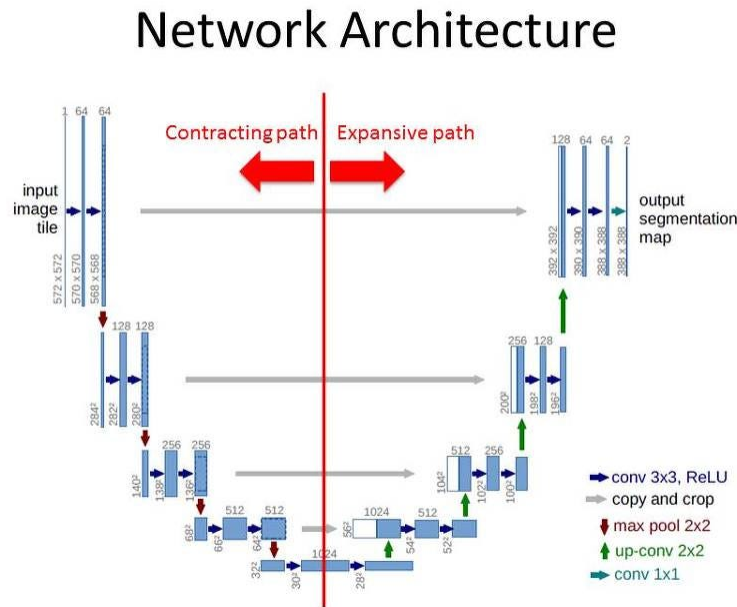 Network Architecture
Contracting path
Expansive path
1 64 64
128 64 64 2
input
image
tile
output
segmentation
map
572 x 572
570 x 570
568 x 568
392 x 392
390 x 390
388 x 388
388 x 388
128 128
256 128
284²
282²
280²
200²
198²
196²
256 256
512 256
140²
138²
136²
104²
102²
100²
512 512
1024 512
68²
66²
64²
56²
54²
52²
1024
32²
30²
28²
conv 3x3, ReLU
copy and crop
max pool 2x2
up-conv 2x2
conv 1x1